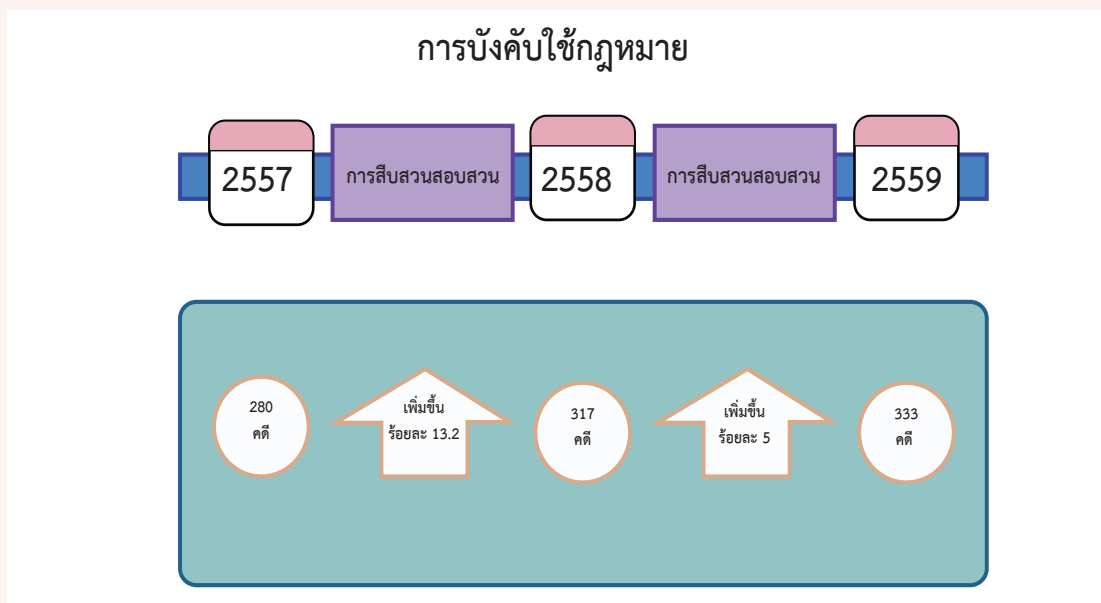 การบังคับใช้กฎหมาย
2557
การสืบสวนสอบสวน
2558
การสืบสวนสอบสวน
2559
280
คดี
เพิ่มขึ้น
ร้อยละ 13.2
317
คดี
เพิ่มขึ้น
ร้อยละ 5
333
คดี